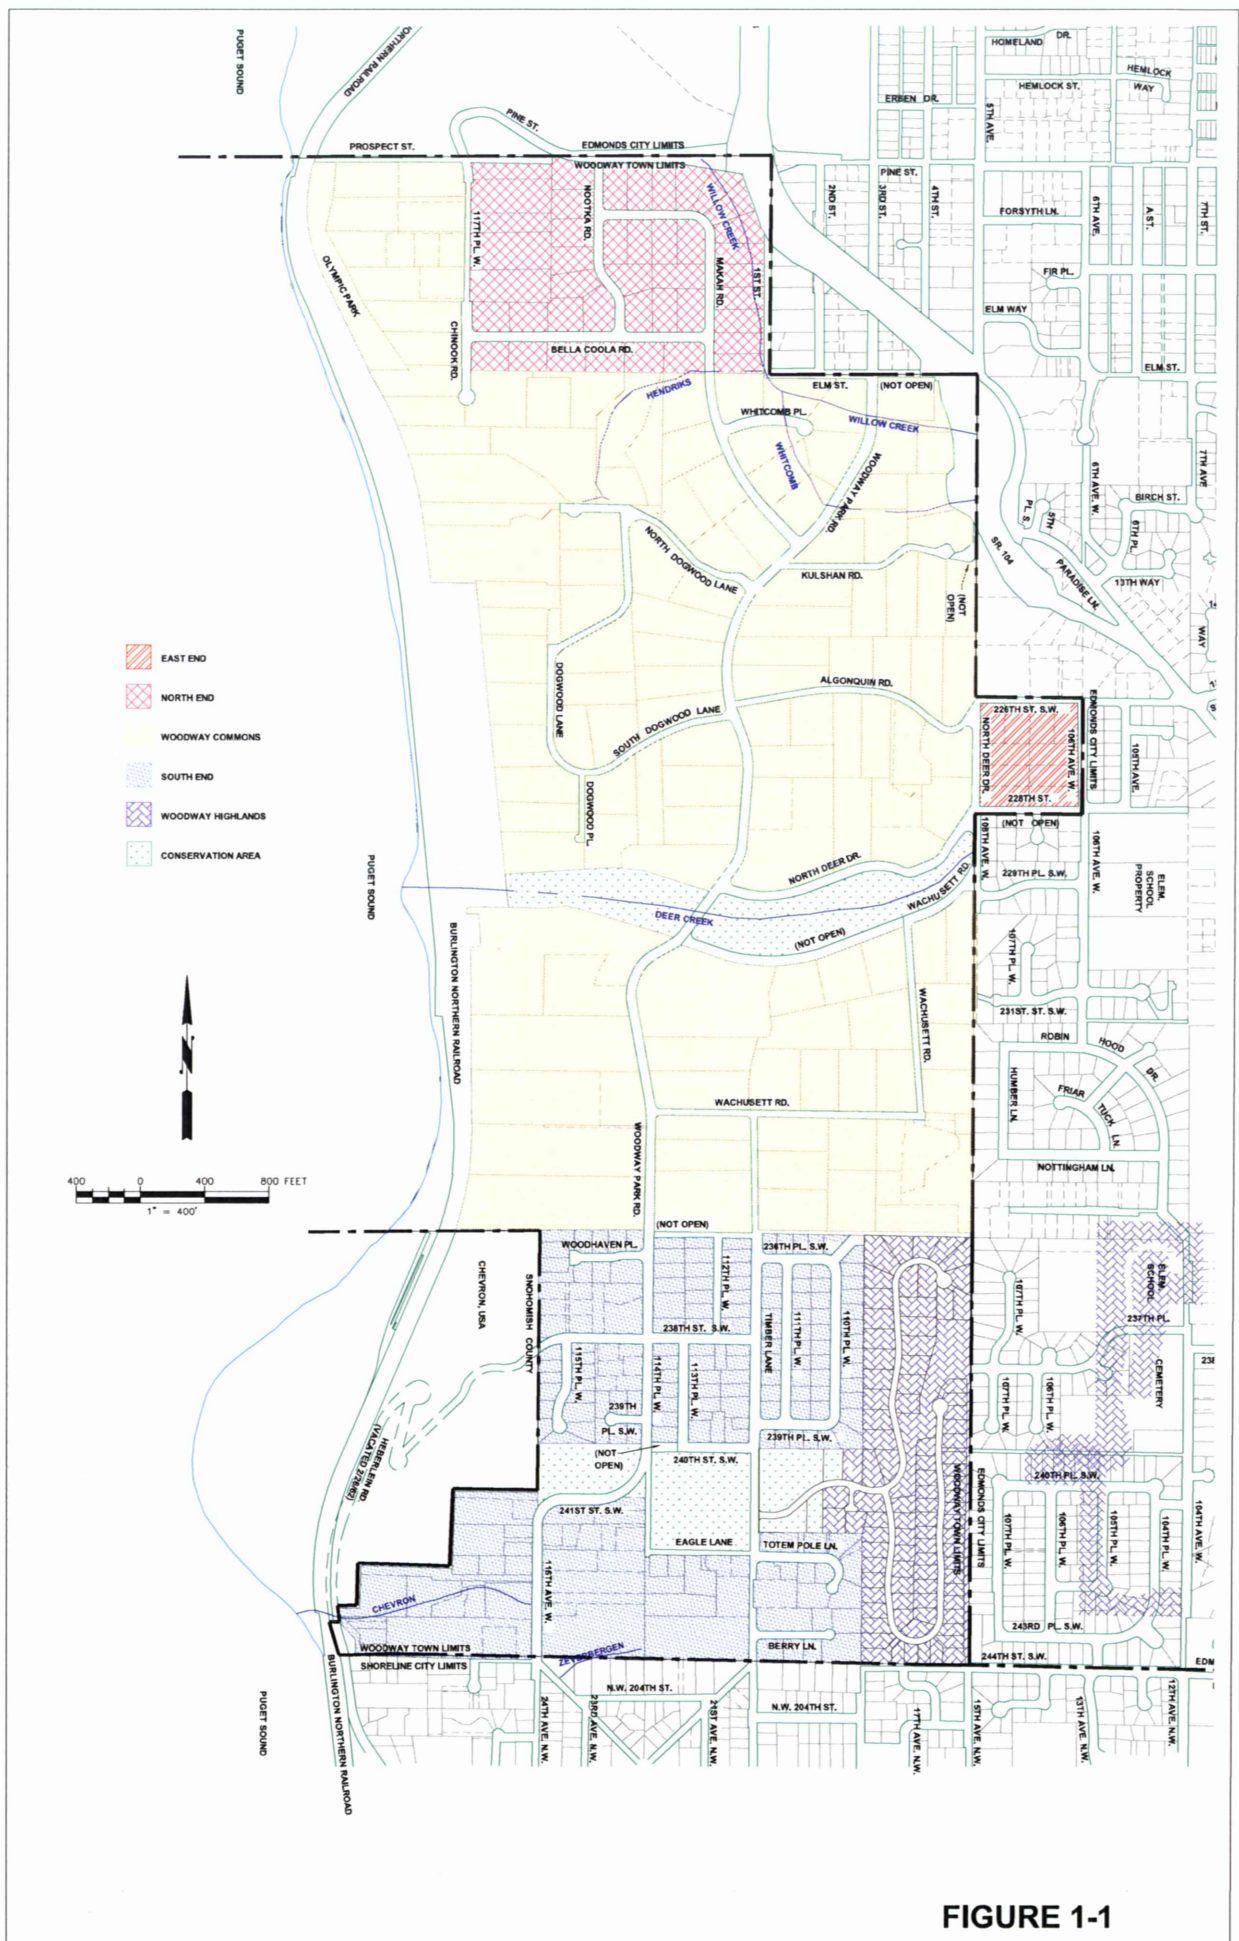 PUGET SOUND
HOMELAND DR.
HEMLOCK ST.
HEMLOCK WAY
ERBEN DR.
5TH AVE.
PINE ST.
PROSPECT ST.
EDMONDS CITY LIMITS
WOODWAY TOWN LIMITS
PINE ST.
2ND ST.
3RD ST.
4TH ST.
FORSYTH LN.
6TH AVE.
A ST.
7TH ST.
117TH PL. W.
NOOTKA RD.
WILLOW CREEK
MAKAH RD.
1ST ST.
OLYMPIC PARK
FIR PL.
ELM WAY
CHINOOK RD.
BELLA COOLA RD.
ELM ST.
HENDRIKS
ELM ST.
(NOT OPEN)
WHITCOMB PL.
WILLOW CREEK
WHITCOMB
WOODWAY PARK RD.
6TH AVE. W.
7TH AVE
BIRCH ST.
6TH PL.
5TH
PL. S.
SR. 104
PARADISE LN.
13TH WAY
WAY
NORTH DOGWOOD LANE
KULSHAN RD.
(NOT
OPEN)
EAST END
NORTH END
WOODWAY COMMONS
SOUTH END
WOODWAY HIGHLANDS
CONSERVATION AREA
DOGWOOD LANE
SOUTH DOGWOOD LANE
ALGONQUIN RD.
DOGWOOD PL.
226TH ST. S.W.
NORTH DEER DR.
106TH AVE. W.
228TH ST.
EDMONDS CITY LIMITS
105TH AVE.
(NOT OPEN)
109TH AVE. W.
229TH PL. S.W.
106TH AVE. W.
ELEM.
SCHOOL
PROPERTY
NORTH DEER DR.
WACHUSETT RD.
DEER CREEK
(NOT OPEN)
PUGET SOUND
BURLINGTON NORTHERN RAILROAD
107TH PL. W.
231ST. ST. S.W.
ROBIN HOOD DR.
HUMBER LN.
FRIAR TUCK LN.
NOTTINGHAM LN.
WACHUSETT RD.
WACHUSETT RD.
WOODWAY PARK RD.
N
400 0 400 800 FEET
1" = 400'
(NOT OPEN)
WOODHAVEN PL.
236TH PL. S.W.
112TH PL. W.
238TH ST. S.W.
TIMBER LANE
111TH PL. W.
110TH PL. W.
CHEVRON, USA
SNOHOMISH COUNTY
115TH PL. W.
114TH PL. W.
113TH PL. W.
239TH
PL. S.W.
239TH PL. S.W.
(NOT
OPEN)
240TH ST. S.W.
ELEM.
SCHOOL
237TH PL.
CEMETERY
107TH PL. W.
107TH PL. W.
106TH PL. W.
240TH PL. S.W.
HEBERLEIN RD.
(VACATED 2/26/62)
241ST ST. S.W.
EAGLE LANE
TOTEM POLE LN.
WOODWAY TOWN LIMITS
EDMONDS CITY LIMITS
107TH PL. W.
106TH PL. W.
105TH PL. W.
104TH PL. W.
104TH AVE. W.
116TH AVE. W.
CHEVRON
BERRY LN.
243RD PL. S.W.
244TH ST. S.W.
EDM
WOODWAY TOWN LIMITS
SHORELINE CITY LIMITS
PUGET SOUND
BURLINGTON NORTHERN RAILROAD
N.W. 204TH ST.
N.W. 204TH ST.
24TH AVE. N.W.
23RD AVE. N.W.
21ST AVE. N.W.
17TH AVE. N.W.
15TH AVE. N.W.
13TH AVE. N.W.
12TH AVE. N.W.
FIGURE 1-1